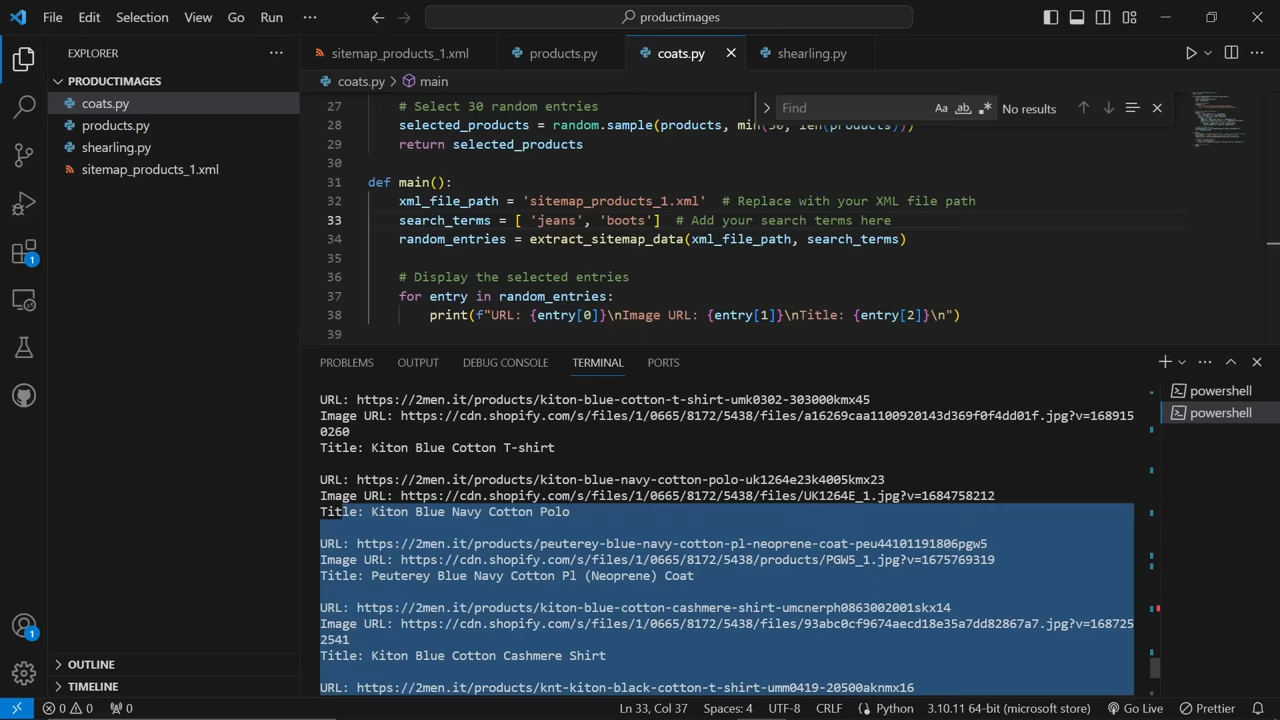 File Edit Selection View Go Run ··· productimages
EXPLORER ···
PRODUCTIMAGES
coats.py
products.py
shearling.py
sitemap_products_1.xml
OUTLINE
TIMELINE
sitemap_products_1.xml products.py coats.py shearling.py
coats.py > main
Find Aa ab .* No results
27 # Select 30 random entries
28 selected_products = random.sample(products, min(30, len(products)))
29 return selected_products
30
31 def main():
32 xml_file_path = 'sitemap_products_1.xml' # Replace with your XML file path
33 search_terms = [ 'jeans', 'boots'] # Add your search terms here
34 random_entries = extract_sitemap_data(xml_file_path, search_terms)
35
36 # Display the selected entries
37 for entry in random_entries:
38 print(f"URL: {entry[0]}\nImage URL: {entry[1]}\nTitle: {entry[2]}\n")
39
PROBLEMS OUTPUT DEBUG CONSOLE TERMINAL PORTS
powershell
powershell
URL: https://2men.it/products/kiton-blue-cotton-t-shirt-umk0302-303000kmx45
Image URL: https://cdn.shopify.com/s/files/1/0665/8172/5438/files/a16269caa1100920143d369f0f4dd01f.jpg?v=168915
0260
Title: Kiton Blue Cotton T-shirt
URL: https://2men.it/products/kiton-blue-navy-cotton-polo-uk1264e23k4005kmx23
Image URL: https://cdn.shopify.com/s/files/1/0665/8172/5438/files/UK1264E_1.jpg?v=1684758212
Title: Kiton Blue Navy Cotton Polo
URL: https://2men.it/products/peuterey-blue-navy-cotton-pl-neoprene-coat-peu44101191806pgw5
Image URL: https://cdn.shopify.com/s/files/1/0665/8172/5438/products/PGW5_1.jpg?v=1675769319
Title: Peuterey Blue Navy Cotton Pl (Neoprene) Coat
URL: https://2men.it/products/kiton-blue-cotton-cashmere-shirt-umcnerph0863002001skx14
Image URL: https://cdn.shopify.com/s/files/1/0665/8172/5438/files/93abc0cf9674aecd18e35a7dd82867a7.jpg?v=168725
2541
Title: Kiton Blue Cotton Cashmere Shirt
URL: https://2men.it/products/knt-kiton-black-cotton-t-shirt-umm0419-20500aknmx16
1
1
0 0 0 Ln 33, Col 37 Spaces: 4 UTF-8 CRLF Python 3.10.11 64-bit (microsoft store) Go Live Prettier